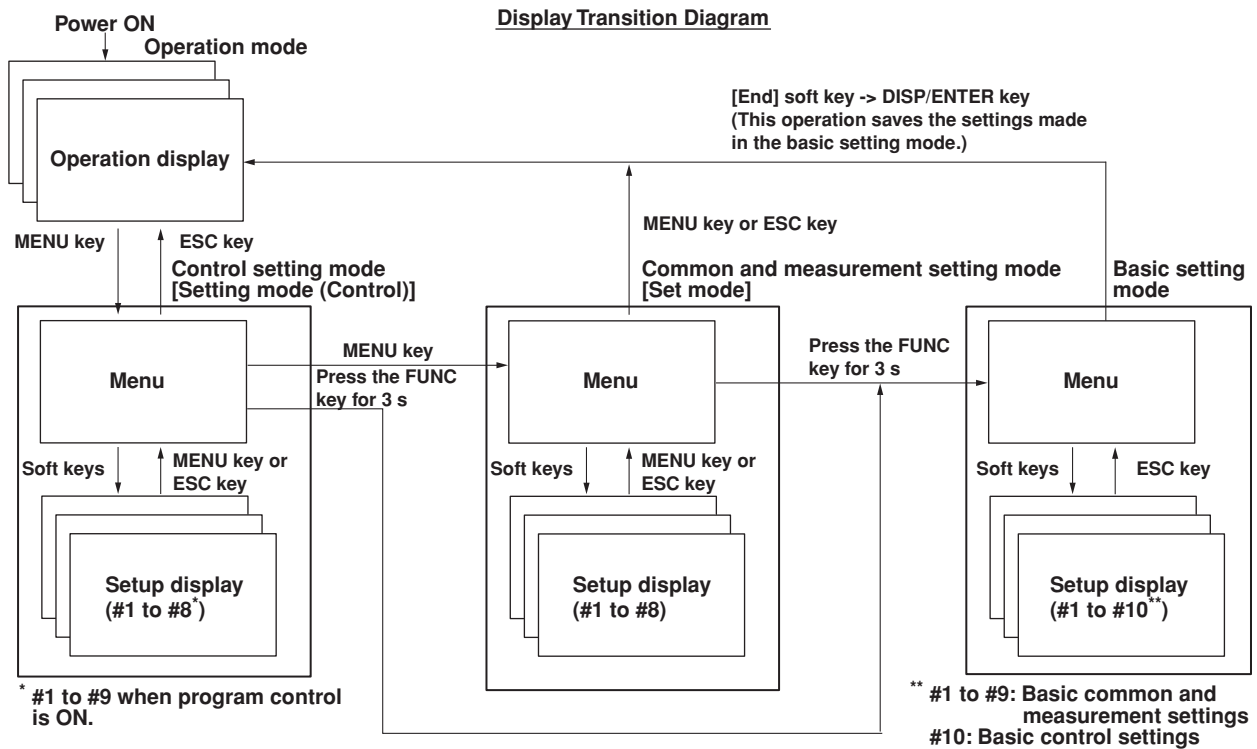 Display Transition Diagram
Power ON
Operation mode
[End] soft key -> DISP/ENTER key
(This operation saves the settings made
in the basic setting mode.)
Operation display
MENU key
ESC key
MENU key or ESC key
Control setting mode
[Setting mode (Control)]
Common and measurement setting mode
[Set mode]
Basic setting
mode
Menu
MENU key
Press the FUNC
key for 3 s
Menu
Press the FUNC
key for 3 s
Menu
Soft keys
MENU key or
ESC key
Soft keys
MENU key or
ESC key
Soft keys
ESC key
Setup display
(#1 to #8*)
Setup display
(#1 to #8)
Setup display
(#1 to #10**)
* #1 to #9 when program control
is ON.
** #1 to #9: Basic common and
measurement settings
#10: Basic control settings